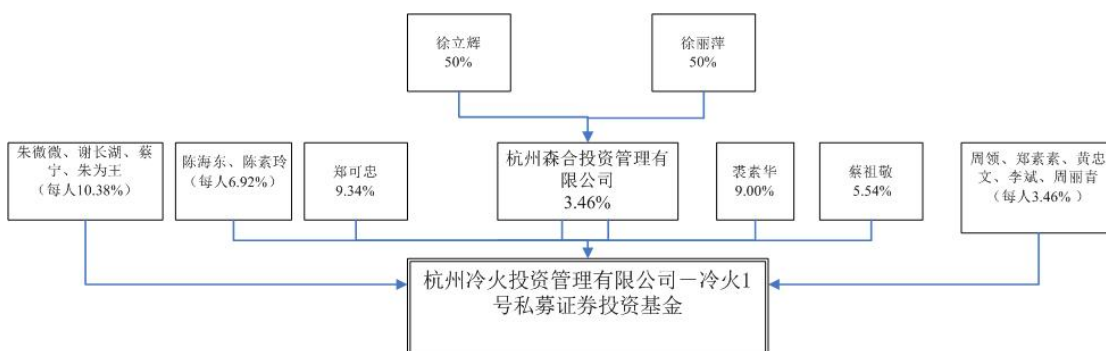 徐立辉
50%
徐丽萍
50%
朱微微、谢长湖、蔡
宁、朱为王
（每人10.38%）
陈海东、陈素玲
（每人6.92%）
郑可忠
9.34%
杭州森合投资管理有
限公司
3.46%
裘素华
9.00%
蔡祖敬
5.54%
周领、郑素素、黄忠
文、李斌、周丽青
（每人3.46% ）
杭州冷火投资管理有限公司－冷火1
号私募证券投资基金